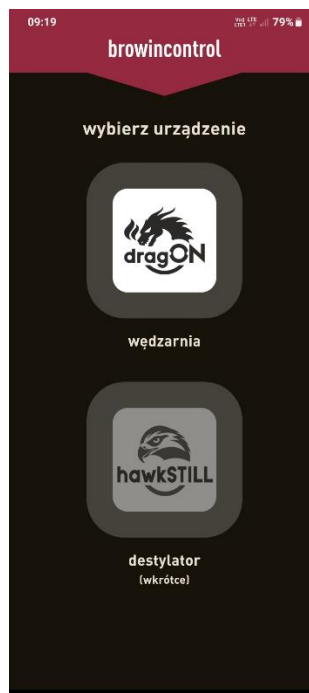 09:19
79%
browincontrol
wybierz urządzenie
dragON
wędzarnia
hawkSTILL
destylator
(wkrótce)